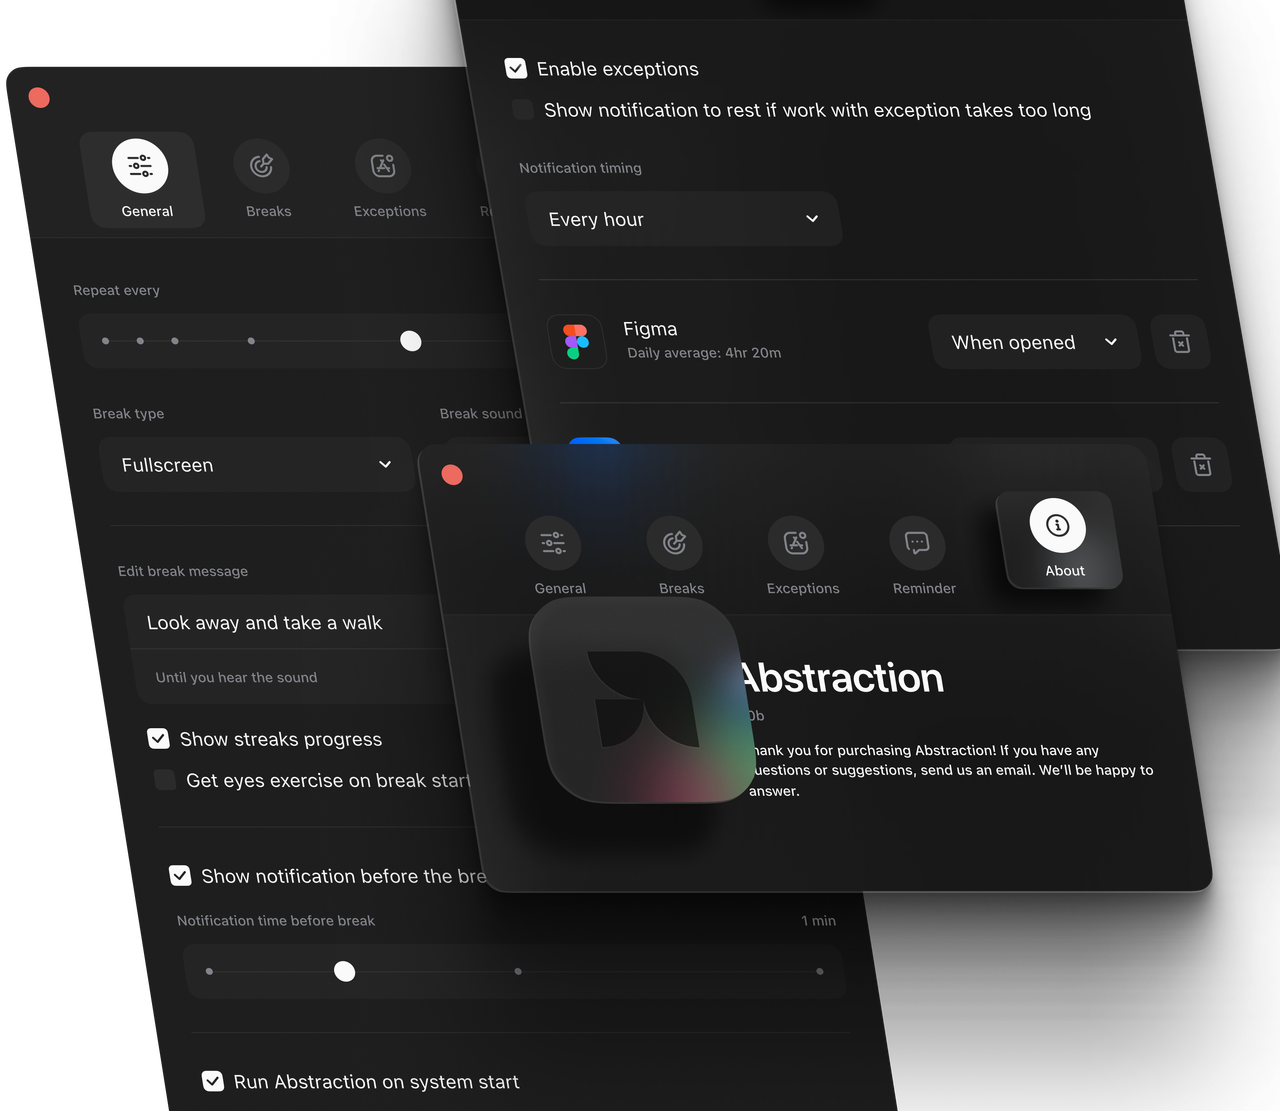 General
Breaks
Exceptions
Repeat every
Break type
Break sound
Fullscreen
Edit break message
Look away and take a walk
Until you hear the sound
Show streaks progress
Get eyes exercise on break start
Show notification before the
Notification time before break
1 min
Run Abstraction on system start
Enable exceptions
Show notification to rest if work with exception takes too long
Notification timing
Every hour
Figma
Daily average: 4hr 20m
When opened
General
Breaks
Exceptions
Reminder
About
Abstraction
hank you for purchasing Abstraction! If you have any
uestions or suggestions, send us an email. We'll be happy to
answer.